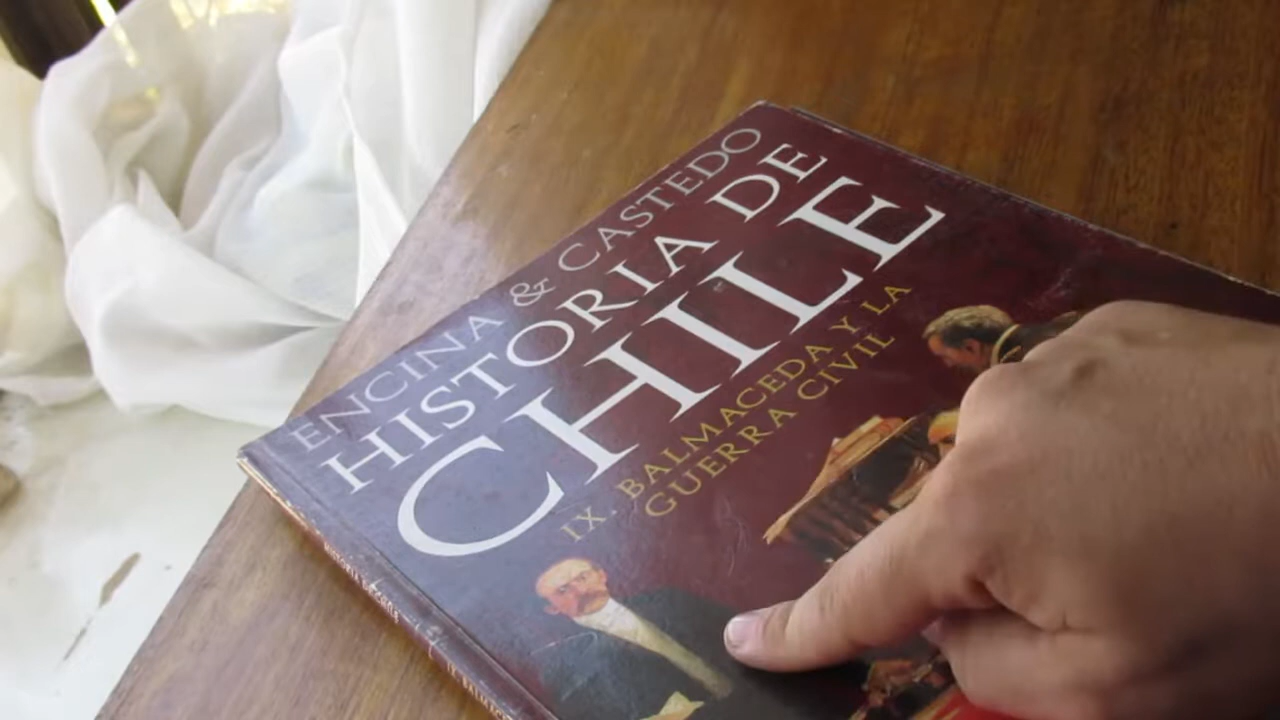 ENCINA & CASTEDO
HISTORIA DE
CHILE
IX. BALMACEDA Y LA
GUERRA CIVIL